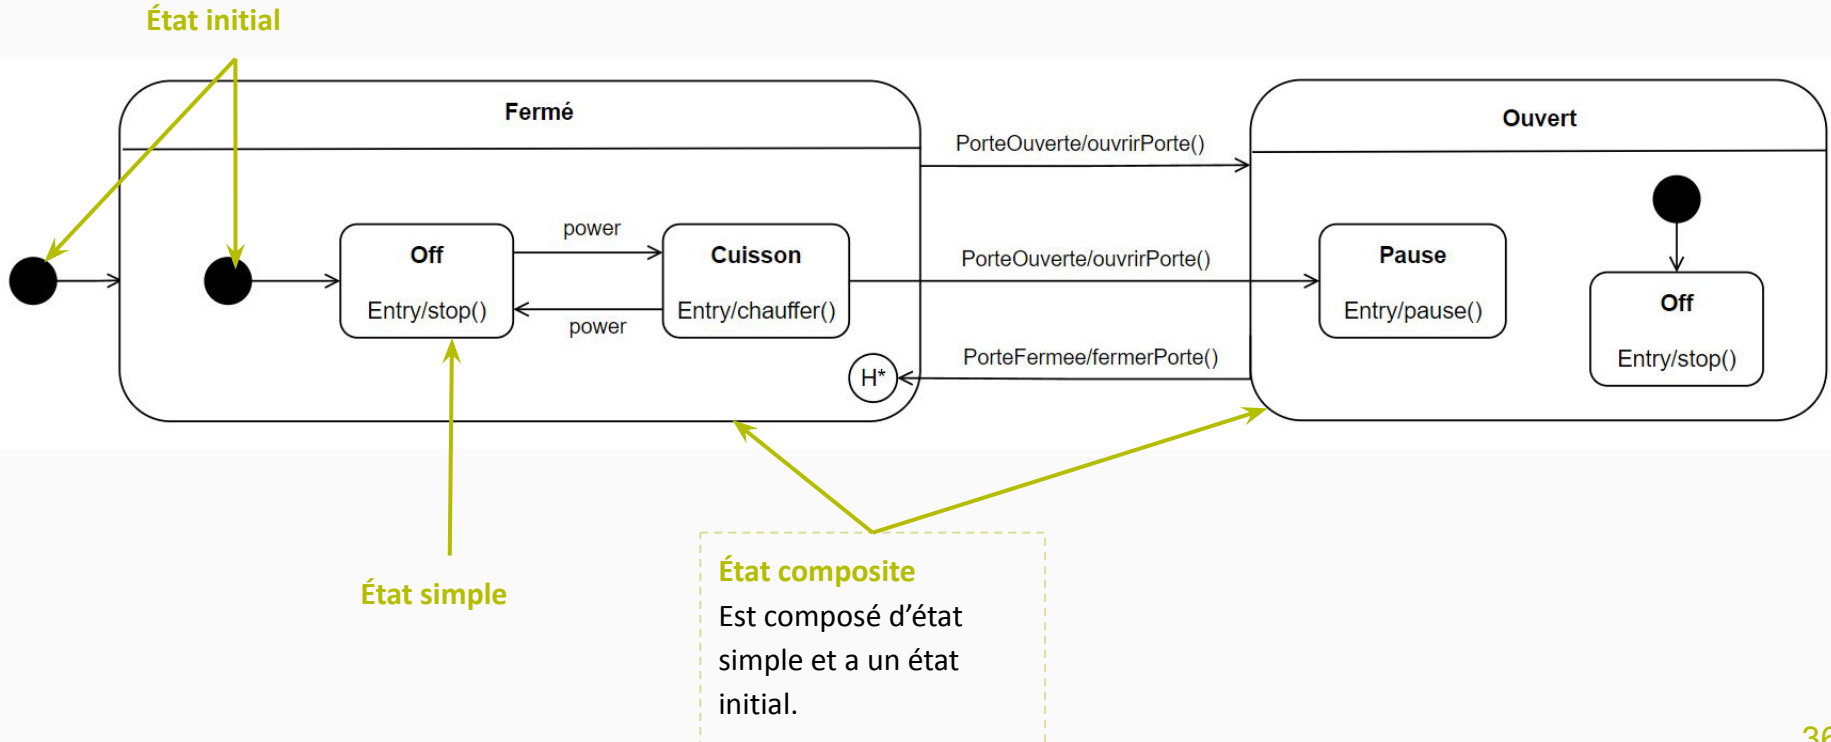 État initial
Fermé
Ouvert
PorteOuverte/ouvrirPorte()
Off
Entry/stop()
power
power
Cuisson
Entry/chauffer()
PorteOuverte/ouvrirPorte()
Pause
Entry/pause()
Off
Entry/stop()
PorteFermee/fermerPorte()
H*
État simple
État composite
Est composé d’état
simple et a un état
initial.
36